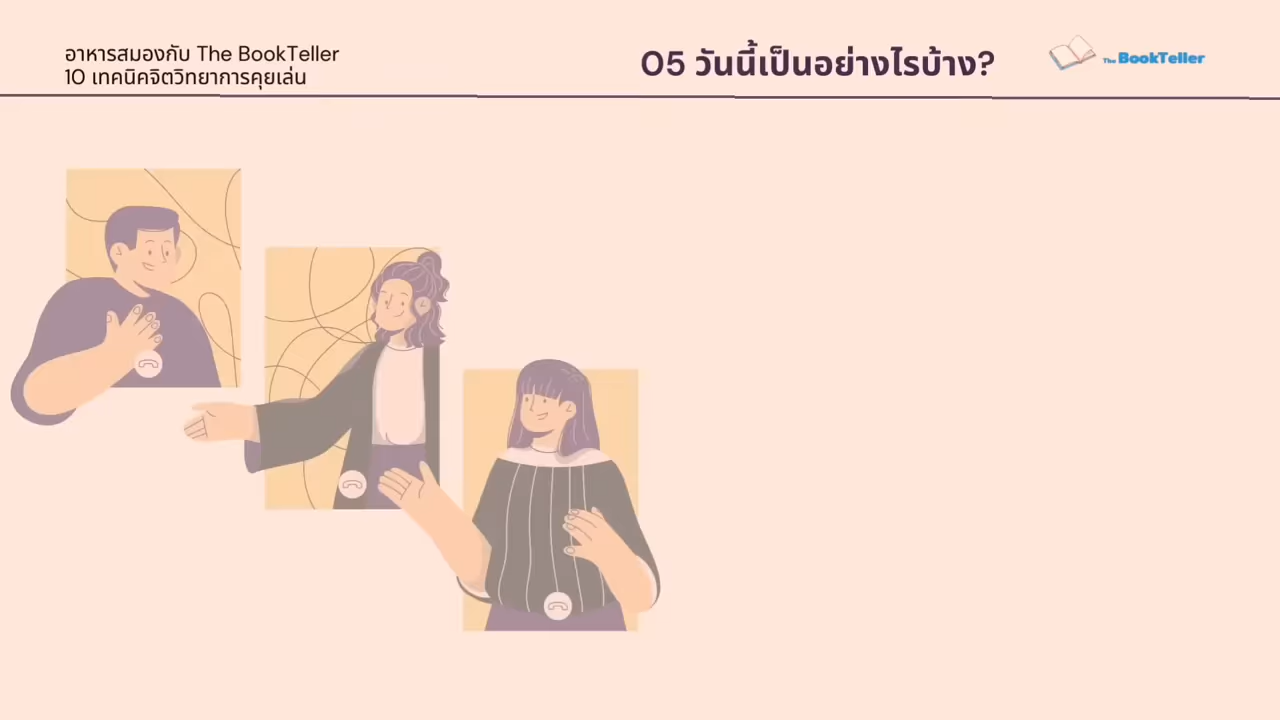 อาหารสมองกับ The BookTeller
10 เทคนิคจิตวิทยาการคุยเล่น
05 วันนี้เป็นอย่างไรบ้าง?
The BookTeller